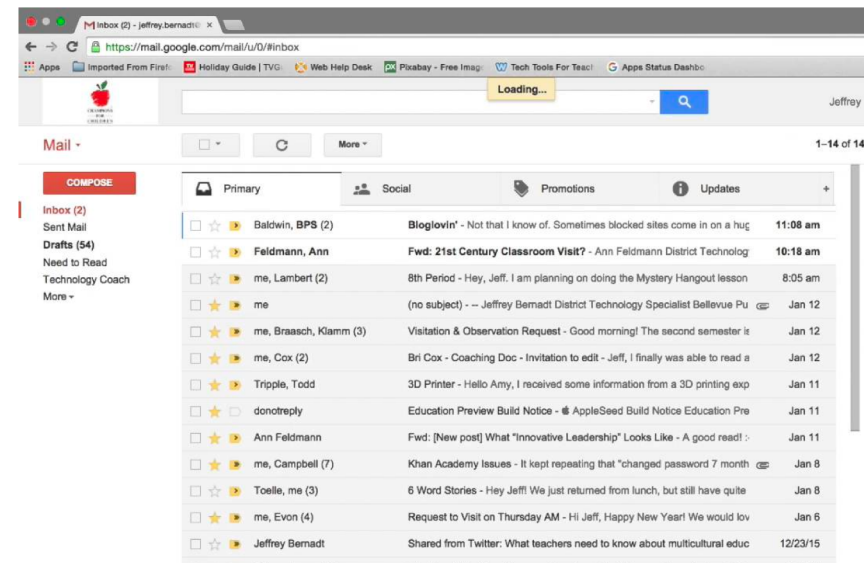 Inbox (2) - jeffrey.bernadt@ ×
https://mail.google.com/mail/u/0/#inbox
Apps Imported From Firefo Holiday Guide | TVG Web Help Desk Pixabay - Free Imag Tech Tools For Teach Apps Status Dashbo
Loading...
CHAMPIONS
FOR
CHILDREN
Jeffrey
Mail
More
1–14 of 14
COMPOSE
Primary Social Promotions Updates +
Inbox (2)
Sent Mail
Drafts (54)
Need to Read
Technology Coach
More
Baldwin, BPS (2) Bloglovin' - Not that I know of. Sometimes blocked sites come in on a hug 11:08 am
Feldmann, Ann Fwd: 21st Century Classroom Visit? - Ann Feldmann District Technolog 10:18 am
me, Lambert (2) 8th Period - Hey, Jeff. I am planning on doing the Mystery Hangout lesson 8:05 am
me (no subject) - -- Jeffrey Bernadt District Technology Specialist Bellevue Pu Jan 12
me, Braasch, Klamm (3) Visitation & Observation Request - Good morning! The second semester is Jan 12
me, Cox (2) Bri Cox - Coaching Doc - Invitation to edit - Jeff, I finally was able to read a Jan 12
Tripple, Todd 3D Printer - Hello Amy, I received some information from a 3D printing exp Jan 11
donotreply Education Preview Build Notice - AppleSeed Build Notice Education Pre Jan 11
Ann Feldmann Fwd: [New post] What "Innovative Leadership" Looks Like - A good read! :- Jan 11
me, Campbell (7) Khan Academy Issues - It kept repeating that "changed password 7 month Jan 8
Toelle, me (3) 6 Word Stories - Hey Jeff! We just returned from lunch, but still have quite Jan 8
me, Evon (4) Request to Visit on Thursday AM - Hi Jeff, Happy New Year! We would lov Jan 6
Jeffrey Bernadt Shared from Twitter: What teachers need to know about multicultural educ 12/23/15